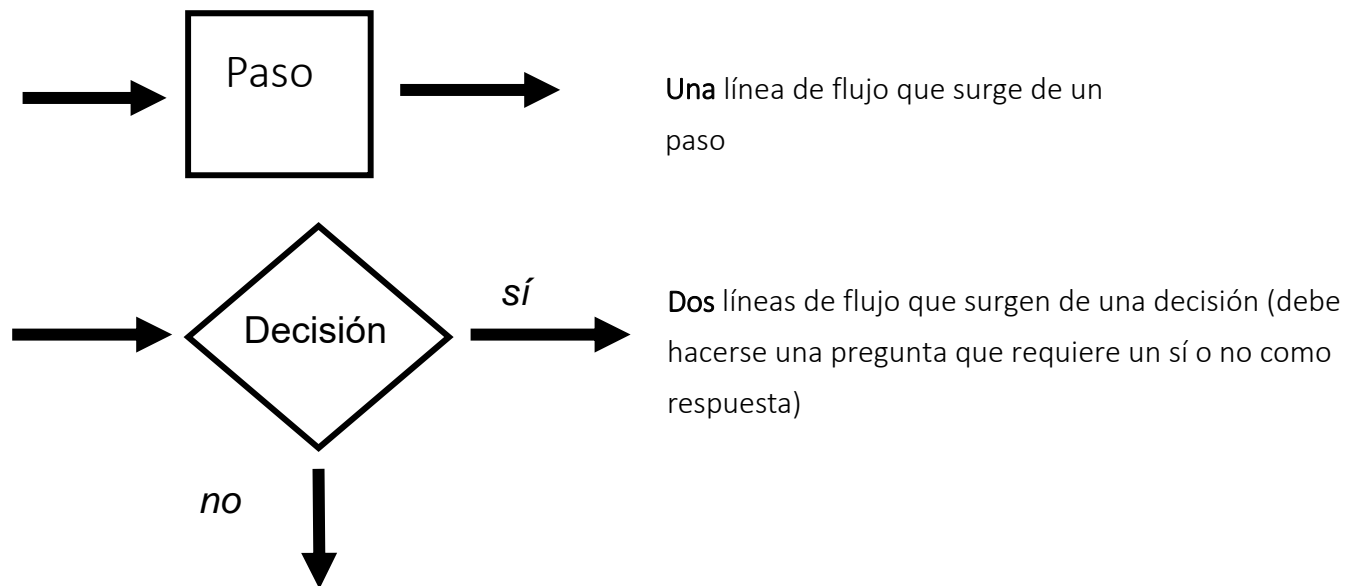 Paso
Una línea de flujo que surge de un
paso
sí
Decisión
Dos líneas de flujo que surgen de una decisión (debe
hacerse una pregunta que requiere un sí o no como
respuesta)
no